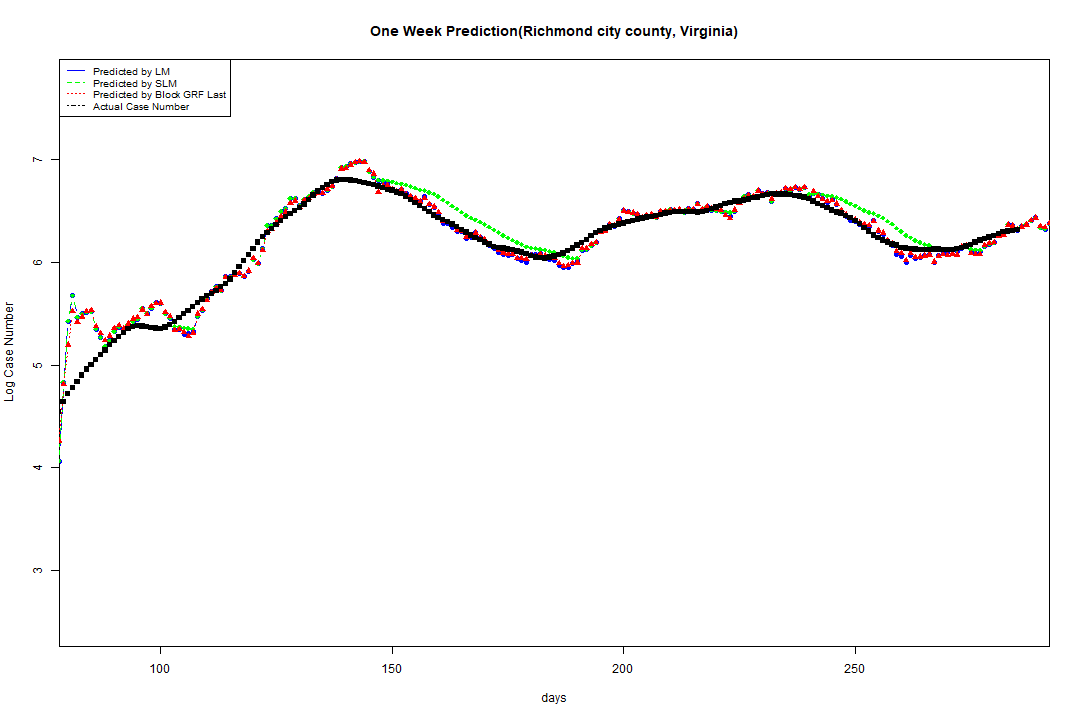 One Week Prediction(Richmond city county, Virginia)
Predicted by LM
Predicted by SLM
Predicted by Block GRF Last
Actual Case Number
7
6
5
4
3
Log Case Number
100
150
200
250
days